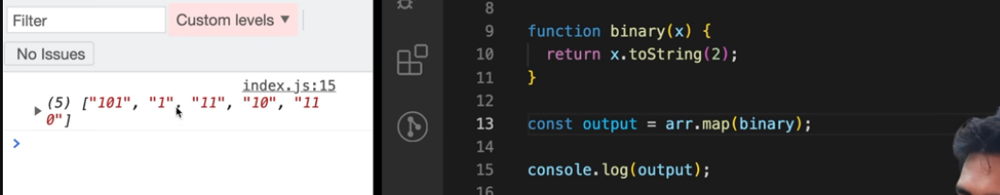 Filter
Custom levels ▼
No Issues
index.js:15
▶ (5) ["101", "1", "11", "10", "11
0"]
>
8
9 function binary(x) {
10 return x.toString(2);
11 }
12
13 const output = arr.map(binary);
14
15 console.log(output);
16